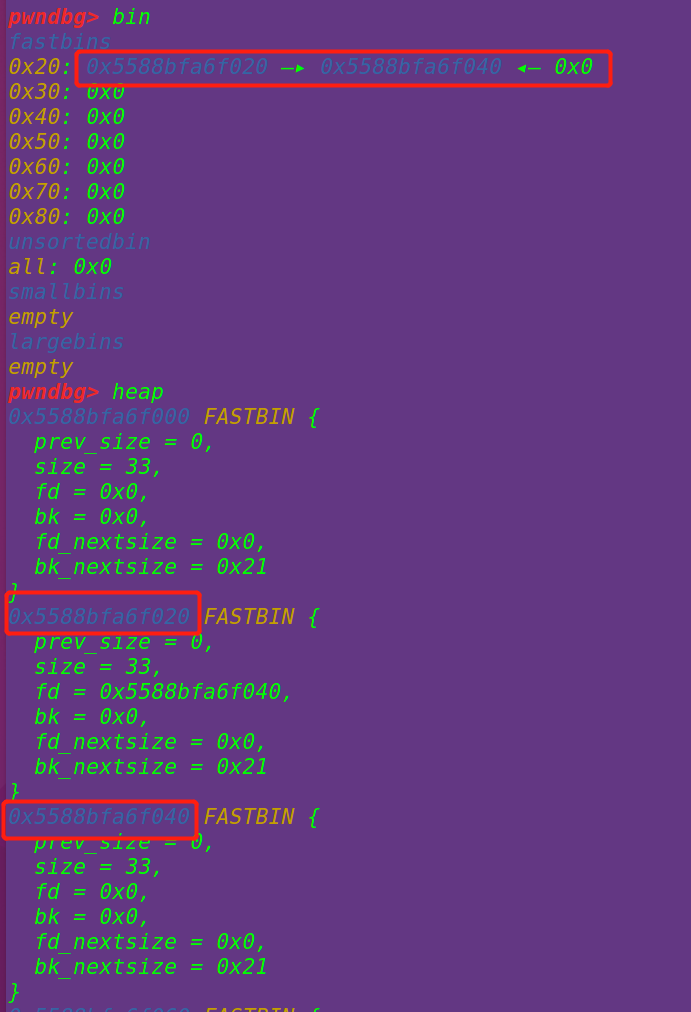 pwndbg> bin
fastbins
0x20: 0x5588bfa6f020 —▸ 0x5588bfa6f040 ◂— 0x0
0x30: 0x0
0x40: 0x0
0x50: 0x0
0x60: 0x0
0x70: 0x0
0x80: 0x0
unsortedbin
all: 0x0
smallbins
empty
largebins
empty
pwndbg> heap
0x5588bfa6f000 FASTBIN {
  prev_size = 0,
  size = 33,
  fd = 0x0,
  bk = 0x0,
  fd_nextsize = 0x0,
  bk_nextsize = 0x21
}
0x5588bfa6f020 FASTBIN {
  prev_size = 0,
  size = 33,
  fd = 0x5588bfa6f040,
  bk = 0x0,
  fd_nextsize = 0x0,
  bk_nextsize = 0x21
}
0x5588bfa6f040 FASTBIN {
  prev_size = 0,
  size = 33,
  fd = 0x0,
  bk = 0x0,
  fd_nextsize = 0x0,
  bk_nextsize = 0x21
}
FASTBIN {